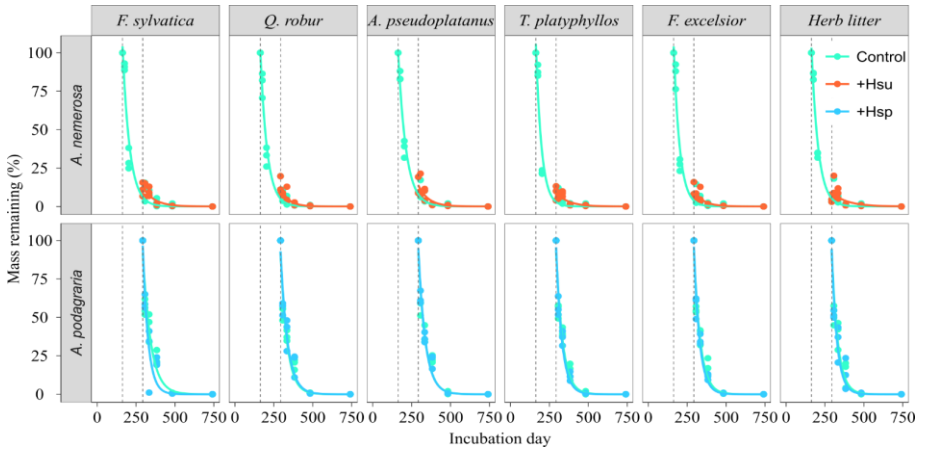 F. sylvatica Q. robur A. pseudoplatanus T. platyphyllos F. excelsior Herb litter
A. nemerosa
100
75
50
25
0
Control
+Hsu
+Hsp
Mass remaining (%)
A. podagraria
100
75
50
25
0
0 250 500 750 0 250 500 750 0 250 500 750 0 250 500 750 0 250 500 750 0 250 500 750
Incubation day